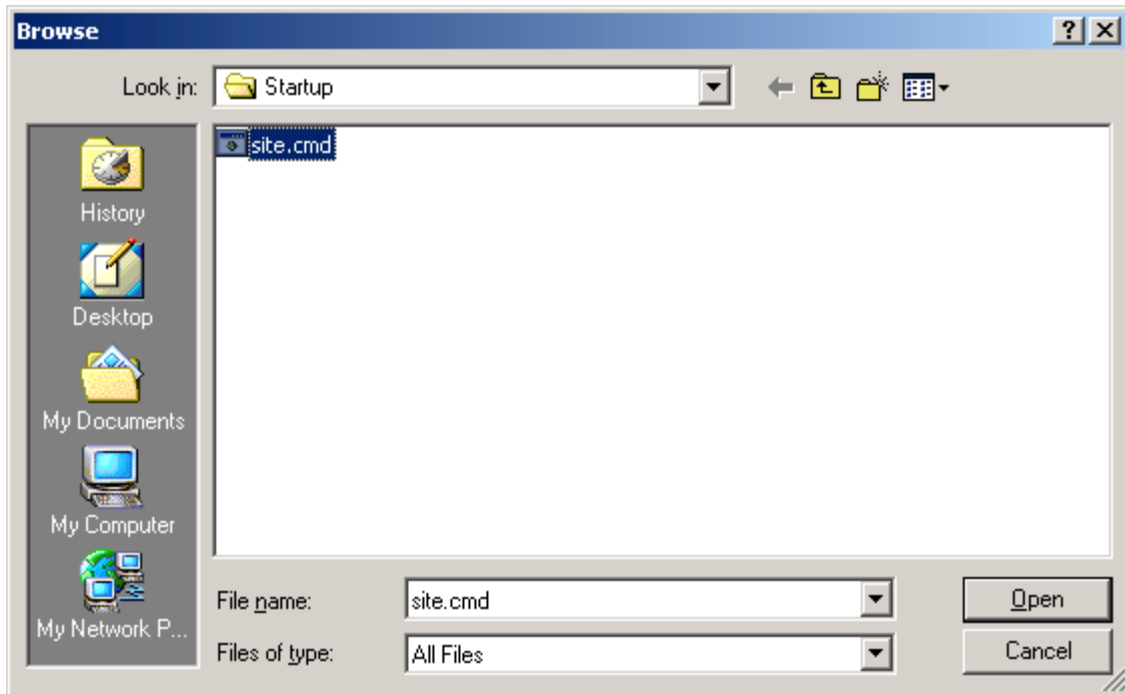 Browse
Look in:
Startup
site.cmd
History
Desktop
My Documents
My Computer
My Network P...
File name:
site.cmd
Open
Files of type:
All Files
Cancel